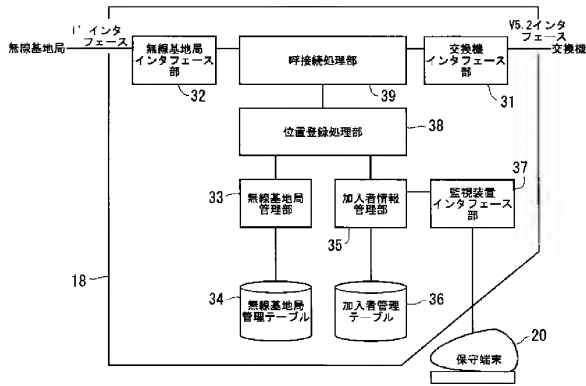 I' インタ
フェース
V5.2インタ
フェース
無線基地局
交換機
無線基地局
インタフェース
部
32
呼接続処理部
39
交換機
インタフェース
部
31
位置登録処理部
38
33
無線基地局
管理部
加入者情報
管理部
35
37
監視装置
インタフェース
部
18
34
無線基地局
管理テーブル
36
加入者管理
テーブル
20
保守端末